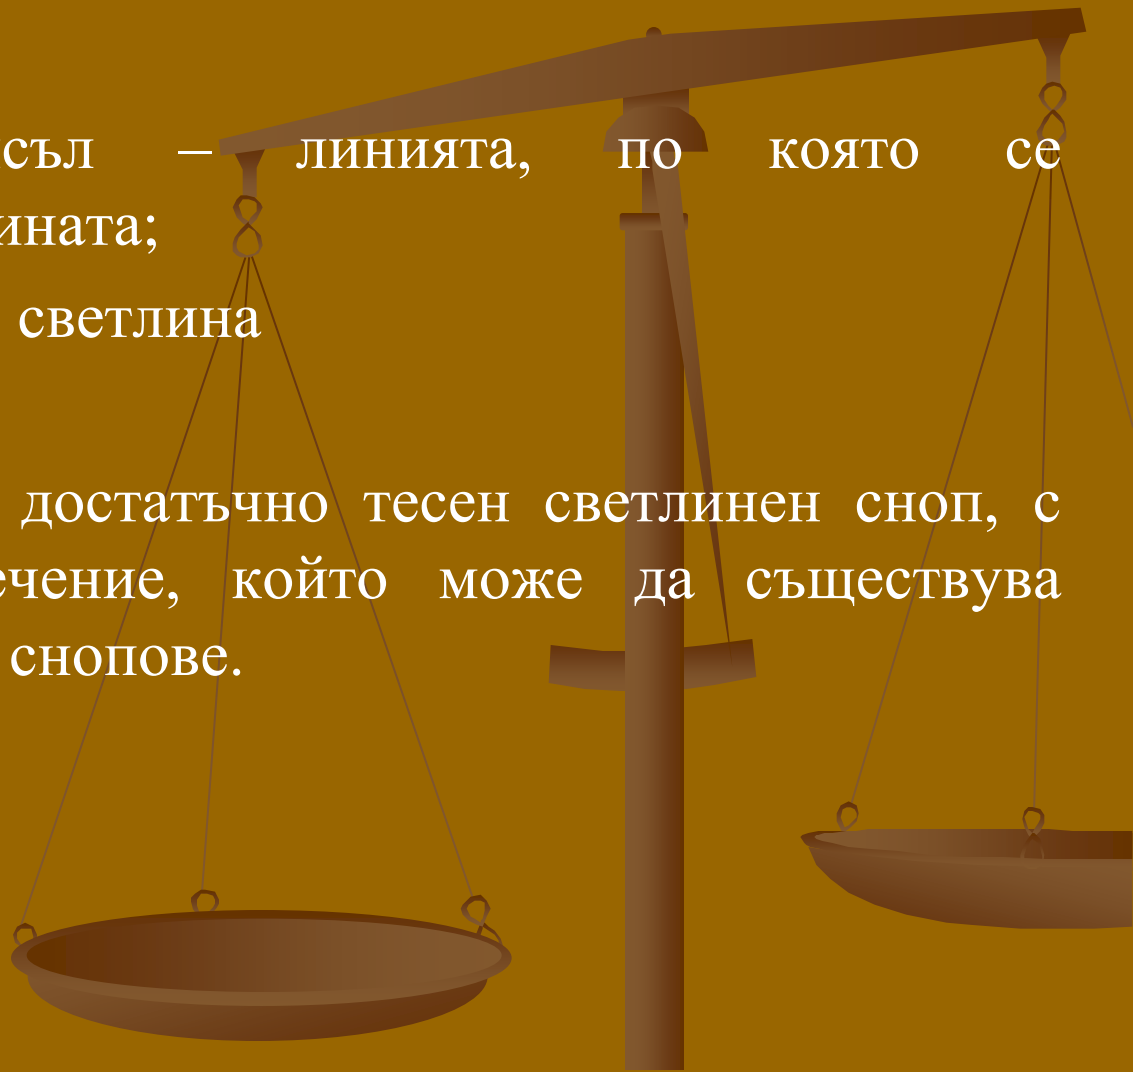 съл – линията, по която се
ината;
светлина
достатъчно тесен светлинен сноп, с
ечение, който може да съществува
снопове.